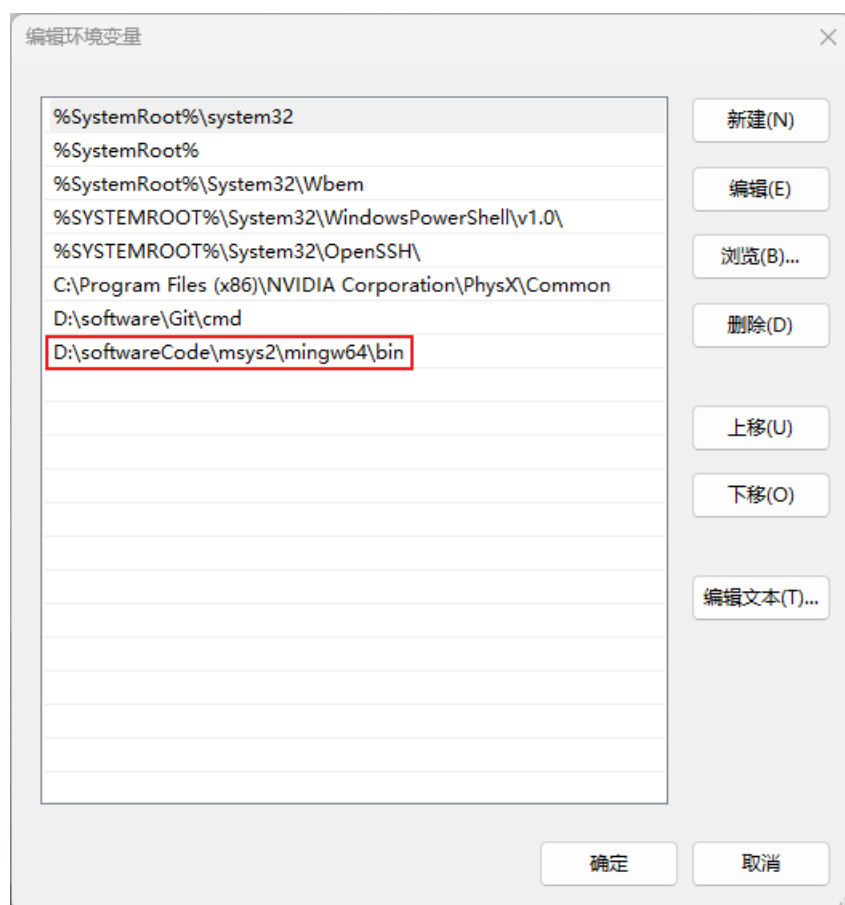 编辑环境变量
%SystemRoot%\system32
%SystemRoot%
%SystemRoot%\System32\Wbem
%SYSTEMROOT%\System32\WindowsPowerShell\v1.0\
%SYSTEMROOT%\System32\OpenSSH\
C:\Program Files (x86)\NVIDIA Corporation\PhysX\Common
D:\software\Git\cmd
D:\softwareCode\msys2\mingw64\bin
新建(N)
编辑(E)
浏览(B)...
删除(D)
上移(U)
下移(O)
编辑文本(T)...
确定
取消